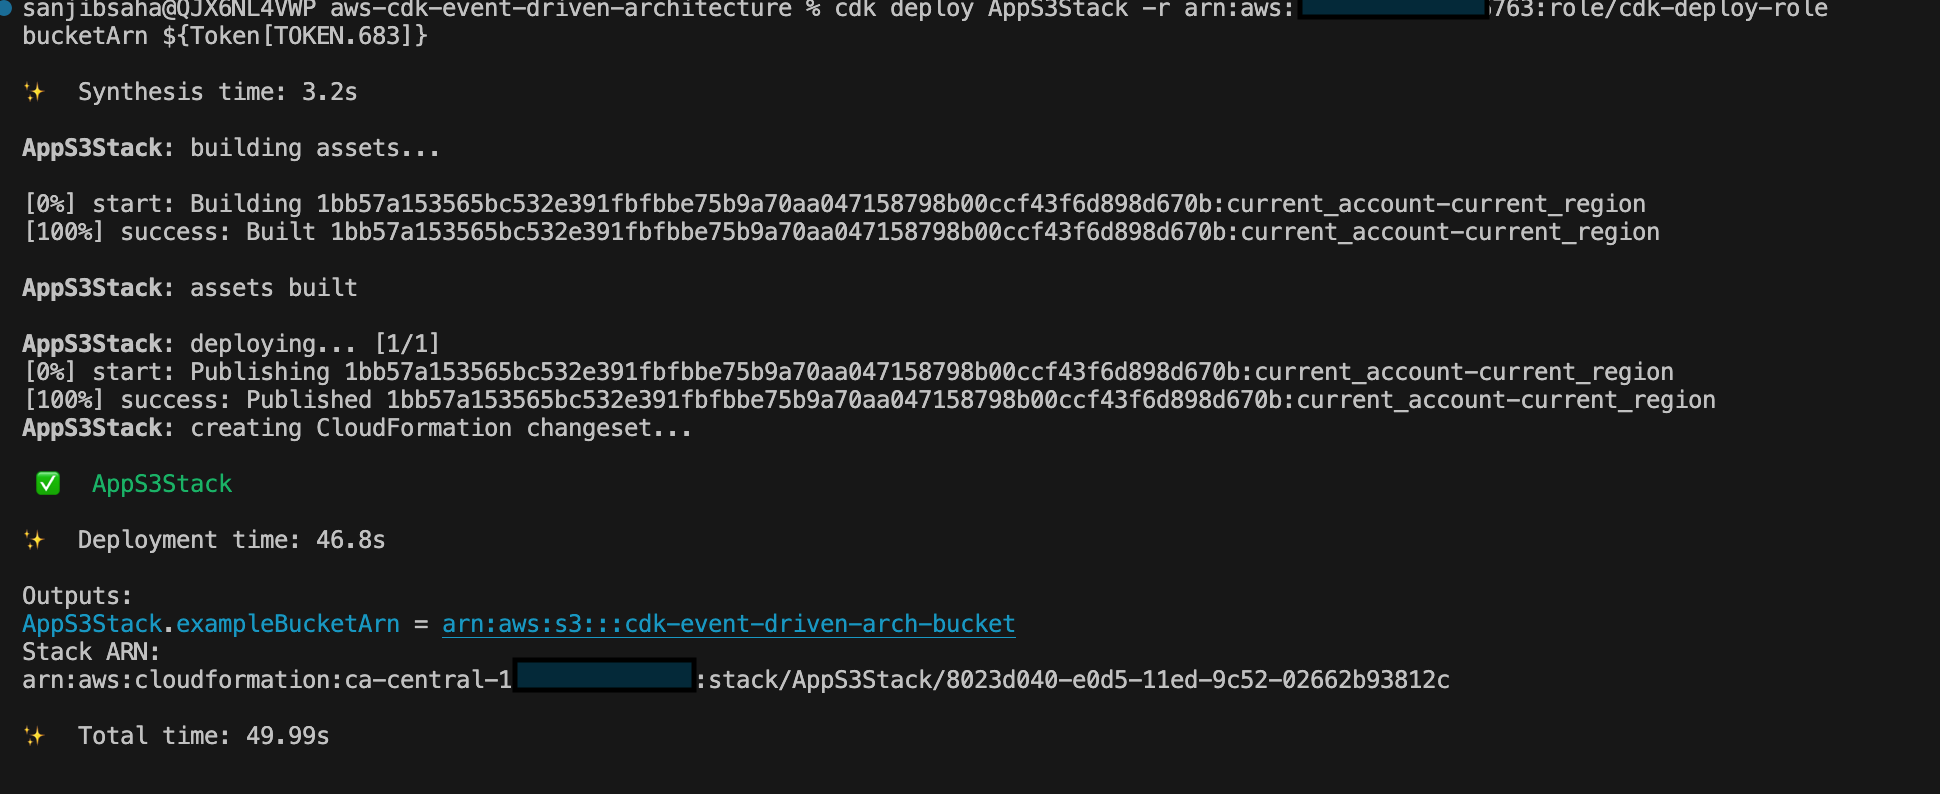 sanjibsaha@QJX6NL4VWP aws-cdk-event-driven-architecture % cdk deploy AppS3Stack -r arn:aws: 763:role/cdk-deploy-role
bucketArn ${Token[TOKEN.683]}
✨  Synthesis time: 3.2s
AppS3Stack: building assets...
[0%] start: Building 1bb57a153565bc532e391fbfbbe75b9a70aa047158798b00ccf43f6d898d670b:current_account-current_region
[100%] success: Built 1bb57a153565bc532e391fbfbbe75b9a70aa047158798b00ccf43f6d898d670b:current_account-current_region
AppS3Stack: assets built
AppS3Stack: deploying... [1/1]
[0%] start: Publishing 1bb57a153565bc532e391fbfbbe75b9a70aa047158798b00ccf43f6d898d670b:current_account-current_region
[100%] success: Published 1bb57a153565bc532e391fbfbbe75b9a70aa047158798b00ccf43f6d898d670b:current_account-current_region
AppS3Stack: creating CloudFormation changeset...
✅  AppS3Stack
✨  Deployment time: 46.8s
Outputs:
AppS3Stack.exampleBucketArn = arn:aws:s3:::cdk-event-driven-arch-bucket
Stack ARN:
arn:aws:cloudformation:ca-central-1 :stack/AppS3Stack/8023d040-e0d5-11ed-9c52-02662b93812c
✨  Total time: 49.99s